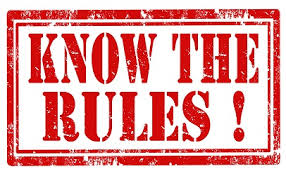 KNOW THE
RULES !